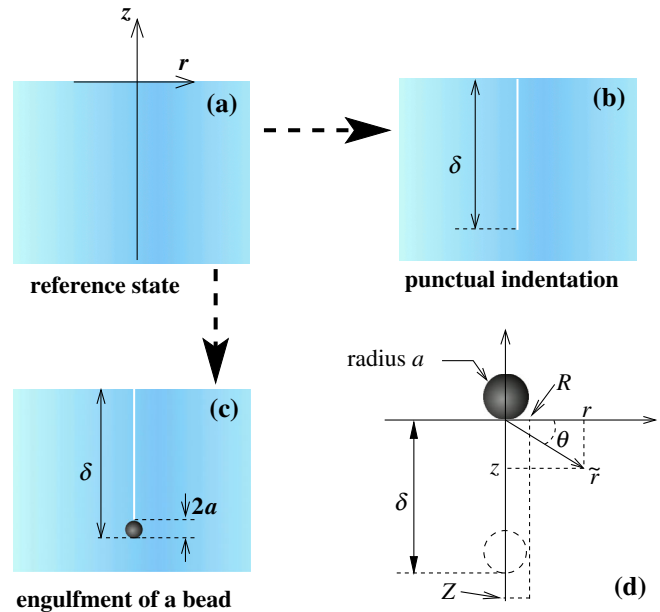 z
r
(a)
reference state
(b)
δ
punctual indentation
(c)
δ
2a
engulfment of a bead
radius a
R
r
θ
z
r̃
δ
Z
(d)